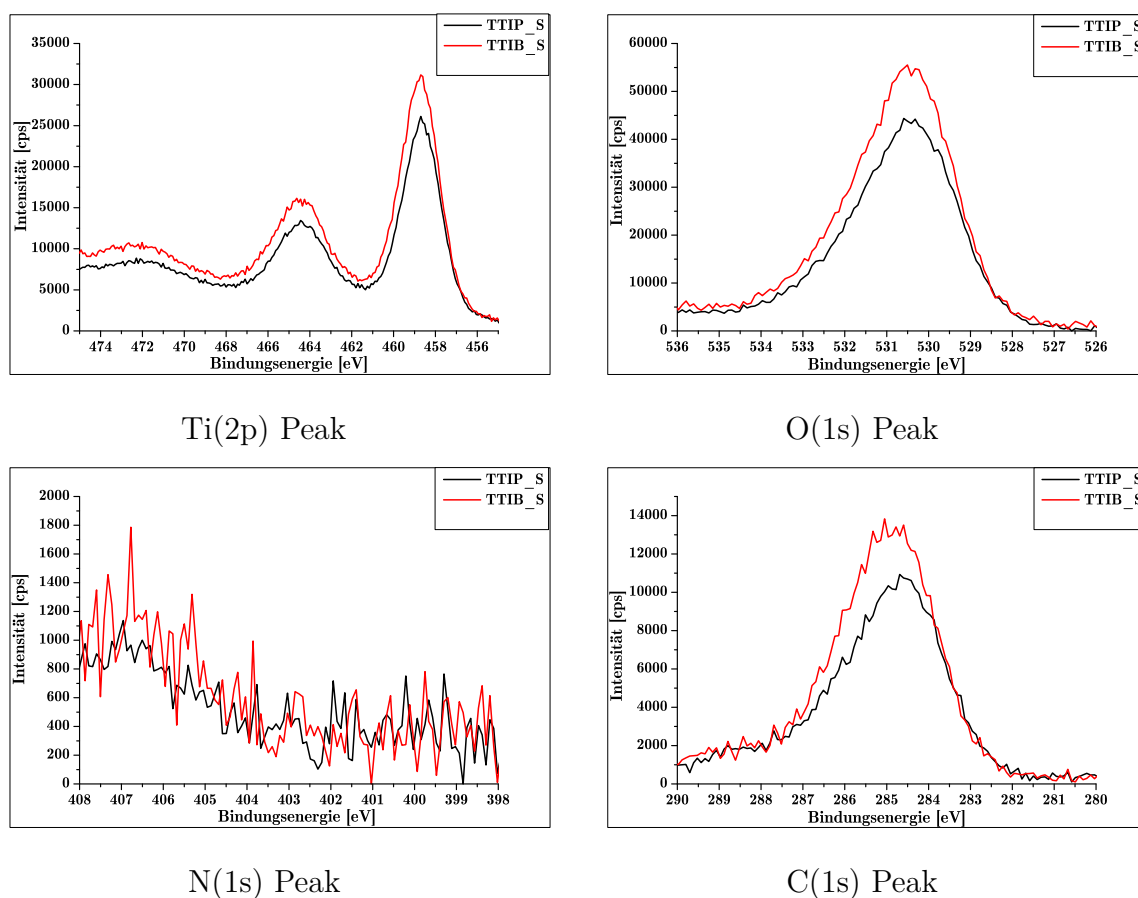 TTIP_S
TTIB_S
35000
30000
25000
20000
15000
10000
5000
0
Intensität [cps]
474 472 470 468 466 464 462 460 458 456
Bindungsenergie [eV]
Ti(2p) Peak
TTIP_S
TTIB_S
60000
50000
40000
30000
20000
10000
0
Intensität [cps]
536 535 534 533 532 531 530 529 528 527 526
Bindungsenergie [eV]
O(1s) Peak
TTIP_S
TTIB_S
2000
1800
1600
1400
1200
1000
800
600
400
200
0
Intensität [cps]
408 407 406 405 404 403 402 401 400 399 398
Bindungsenergie [eV]
N(1s) Peak
TTIP_S
TTIB_S
14000
12000
10000
8000
6000
4000
2000
0
Intensität [cps]
290 289 288 287 286 285 284 283 282 281 280
Bindungsenergie [eV]
C(1s) Peak